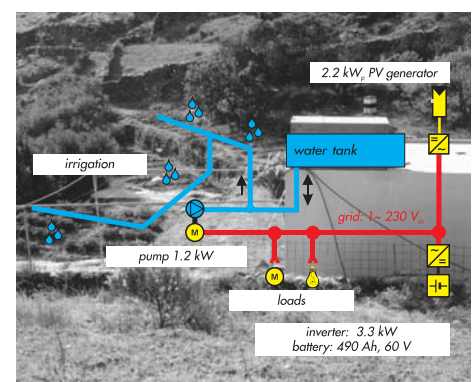 2.2 kWp PV generator
water tank
irrigation
grid: 1~ 230 Vac
M
pump 1.2 kW
M
loads
inverter: 3.3 kW
battery: 490 Ah, 60 V